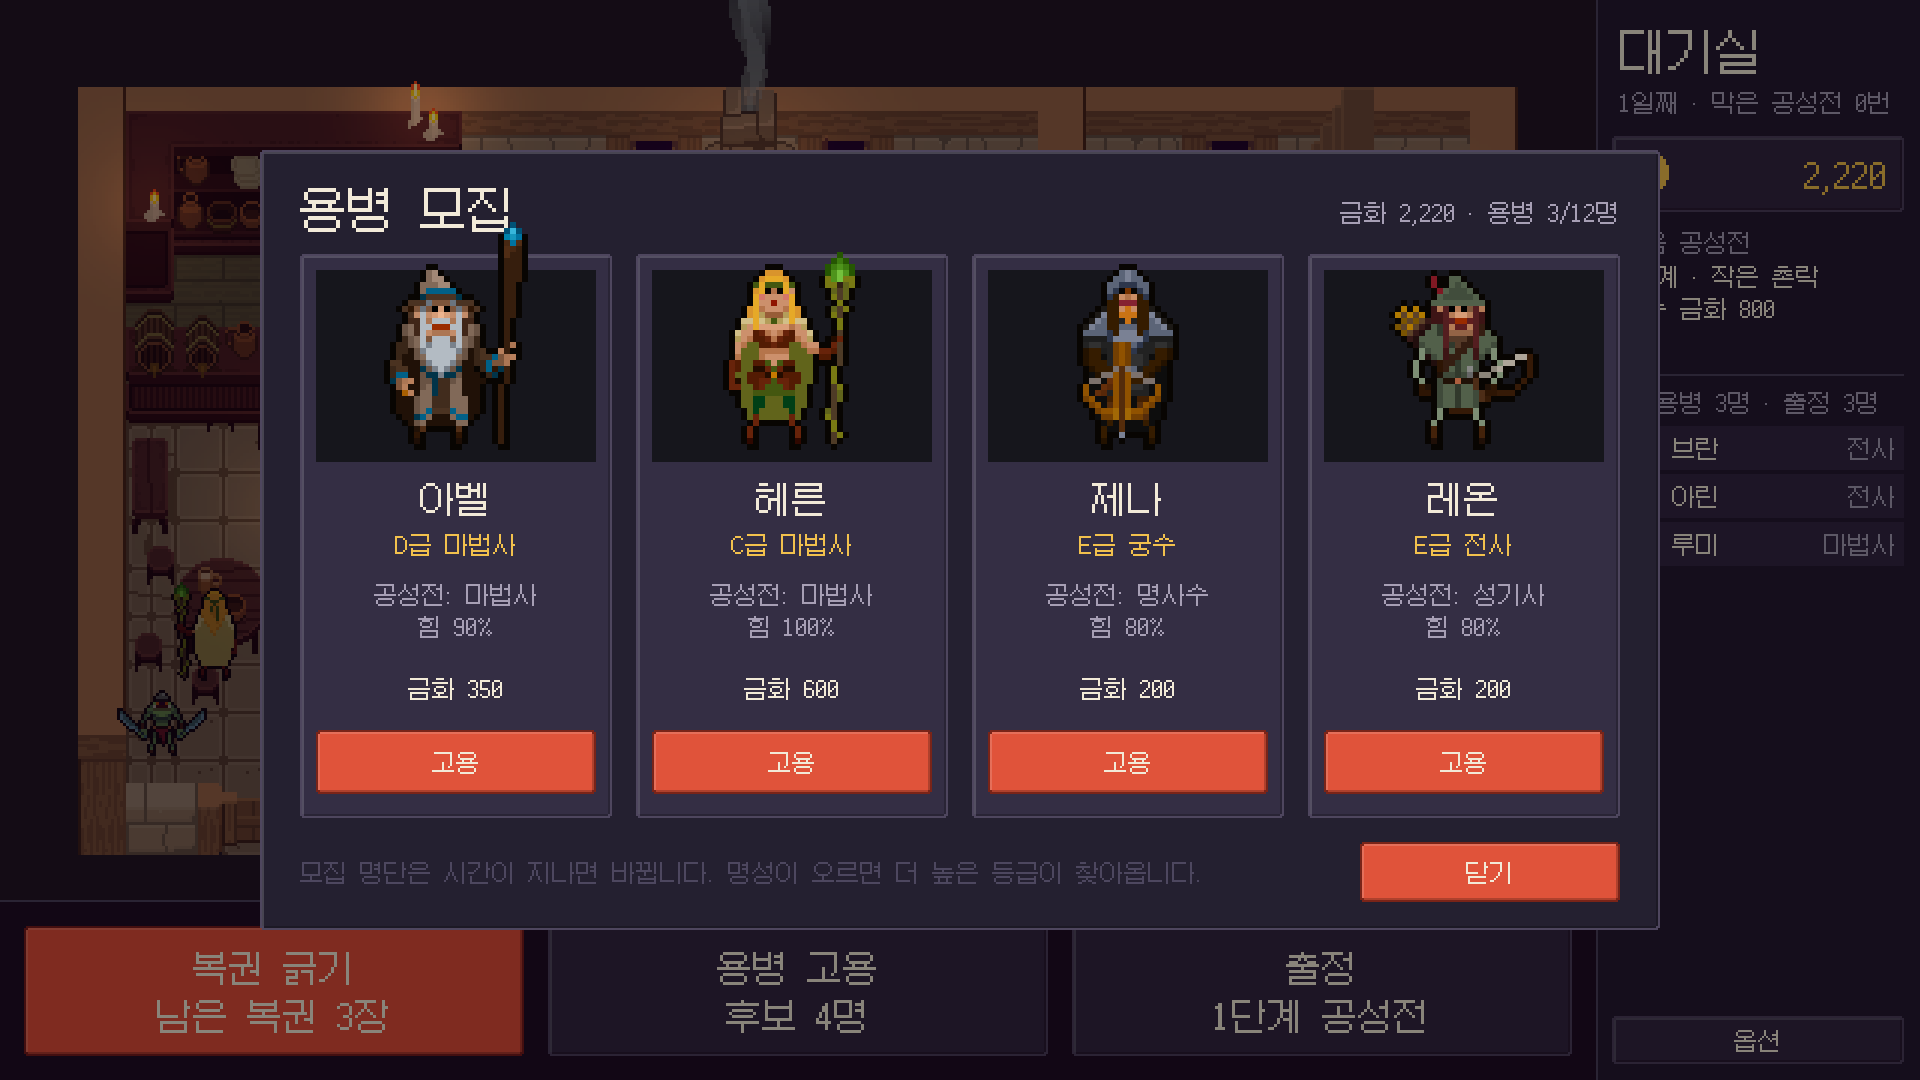 대기실
1일째 · 막은 공성전 0번
2,220
공성전
· 작은 촌락
금화 800
용병 3명 · 출정 3명
브란 전사
아린 전사
루미 마법사
용병 모집
금화 2,220 · 용병 3/12명
아벨
D급 마법사
공성전: 마법사
힘 90%
금화 350
고용
헤른
C급 마법사
공성전: 마법사
힘 100%
금화 600
고용
제나
E급 궁수
공성전: 명사수
힘 80%
금화 200
고용
레온
E급 전사
공성전: 성기사
힘 80%
금화 200
고용
모집 명단은 시간이 지나면 바뀝니다. 명성이 오르면 더 높은 등급이 찾아옵니다.
닫기
복권 긁기
남은 복권 3장
용병 고용
후보 4명
출정
1단계 공성전
옵션